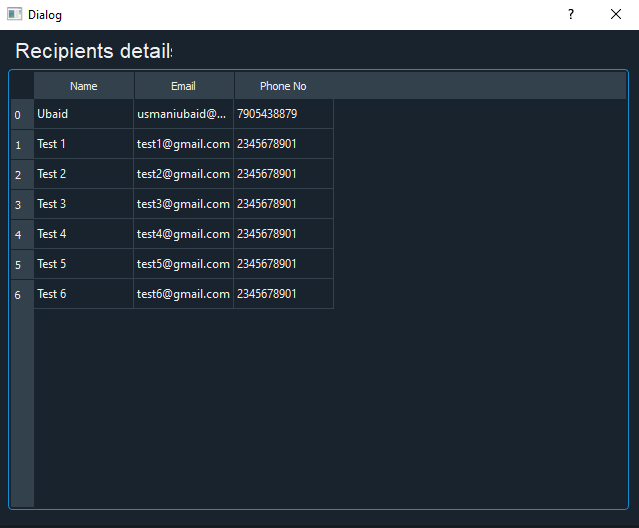 Dialog ?
Recipients details
Name Email Phone No
0 Ubaid usmaniubaid@... 7905438879
1 Test 1 test1@gmail.com 2345678901
2 Test 2 test2@gmail.com 2345678901
3 Test 3 test3@gmail.com 2345678901
4 Test 4 test4@gmail.com 2345678901
5 Test 5 test5@gmail.com 2345678901
6 Test 6 test6@gmail.com 2345678901